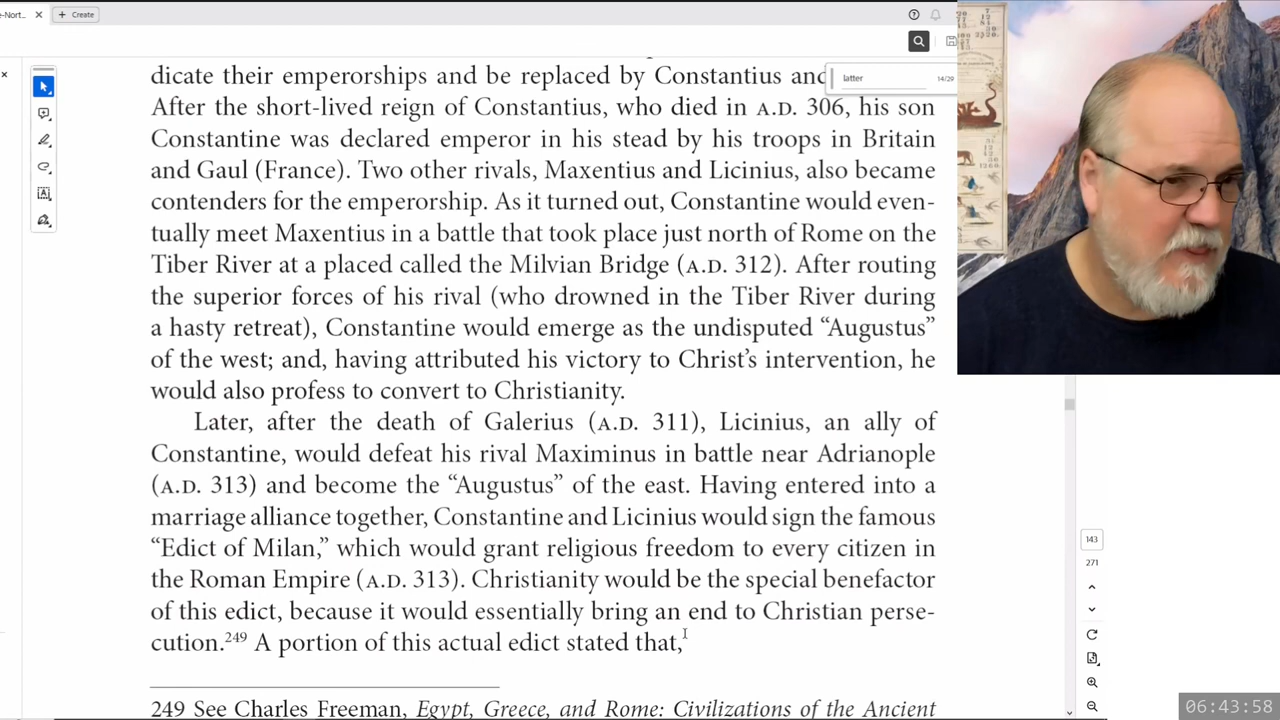 e-Nort...
Create
latter
14/29
dicate their emperorships and be replaced by Constantius and
After the short-lived reign of Constantius, who died in A.D. 306, his son
Constantine was declared emperor in his stead by his troops in Britain
and Gaul (France). Two other rivals, Maxentius and Licinius, also became
contenders for the emperorship. As it turned out, Constantine would even-
tually meet Maxentius in a battle that took place just north of Rome on the
Tiber River at a placed called the Milvian Bridge (A.D. 312). After routing
the superior forces of his rival (who drowned in the Tiber River during
a hasty retreat), Constantine would emerge as the undisputed “Augustus”
of the west; and, having attributed his victory to Christ’s intervention, he
would also profess to convert to Christianity.
Later, after the death of Galerius (A.D. 311), Licinius, an ally of
Constantine, would defeat his rival Maximinus in battle near Adrianople
(A.D. 313) and become the “Augustus” of the east. Having entered into a
marriage alliance together, Constantine and Licinius would sign the famous
“Edict of Milan,” which would grant religious freedom to every citizen in
the Roman Empire (A.D. 313). Christianity would be the special benefactor
of this edict, because it would essentially bring an end to Christian perse-
cution.249 A portion of this actual edict stated that,
249 See Charles Freeman, Egypt, Greece, and Rome: Civilizations of the Ancient
143
271
06:43:58